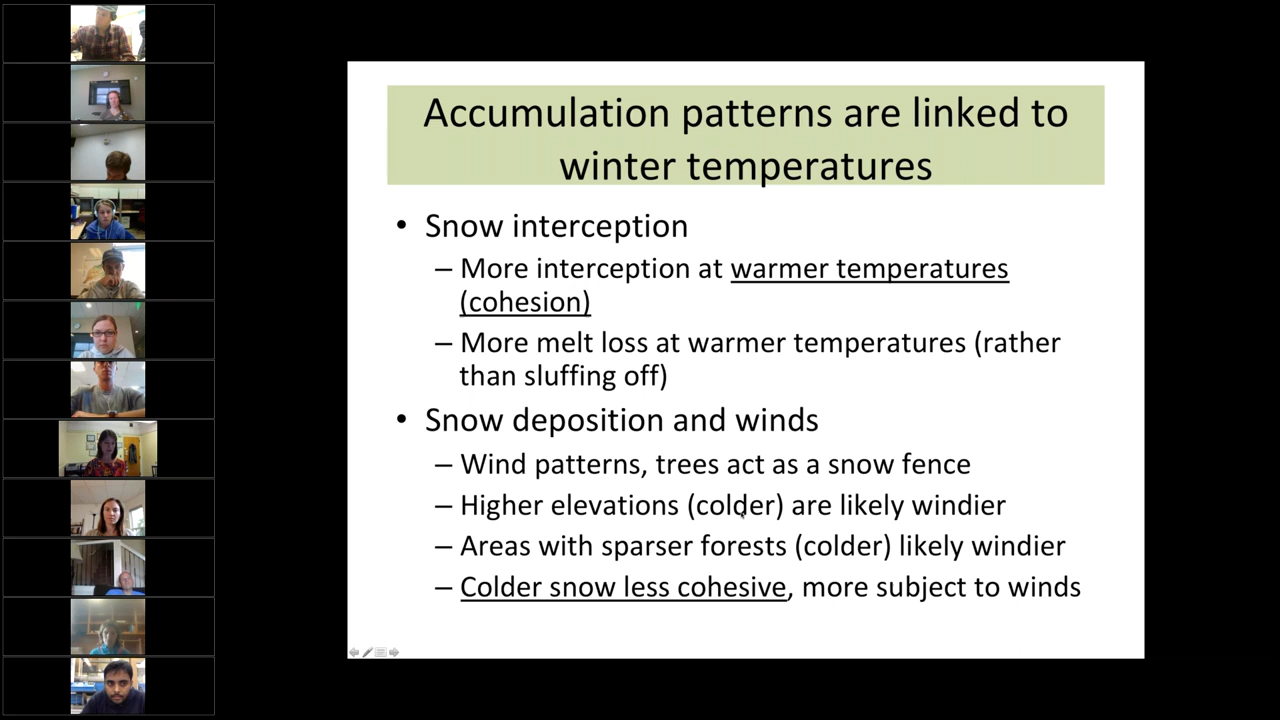 Accumulation patterns are linked to
winter temperatures
• Snow interception
– More interception at warmer temperatures
(cohesion)
– More melt loss at warmer temperatures (rather
than sluffing off)
• Snow deposition and winds
– Wind patterns, trees act as a snow fence
– Higher elevations (colder) are likely windier
– Areas with sparser forests (colder) likely windier
– Colder snow less cohesive, more subject to winds